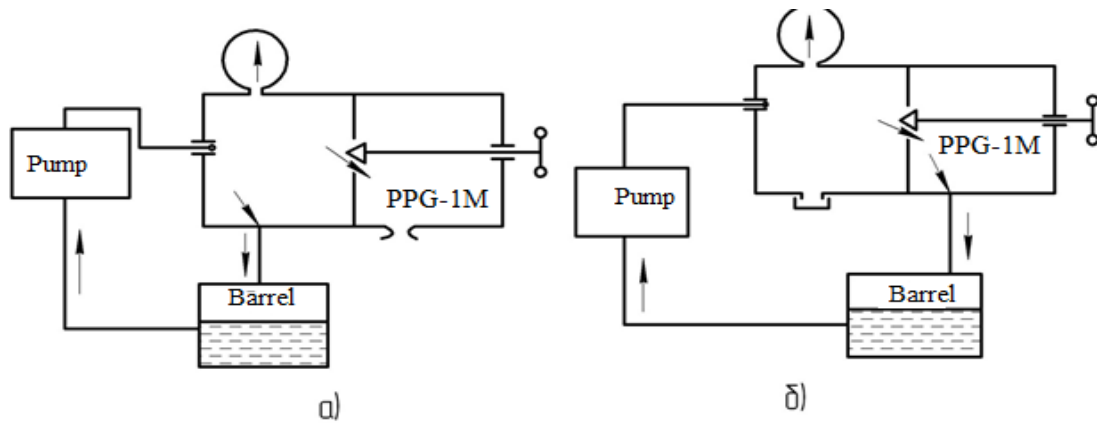 Pump
PPG-1M
Barrel
а)
Pump
PPG-1M
Barrel
б)